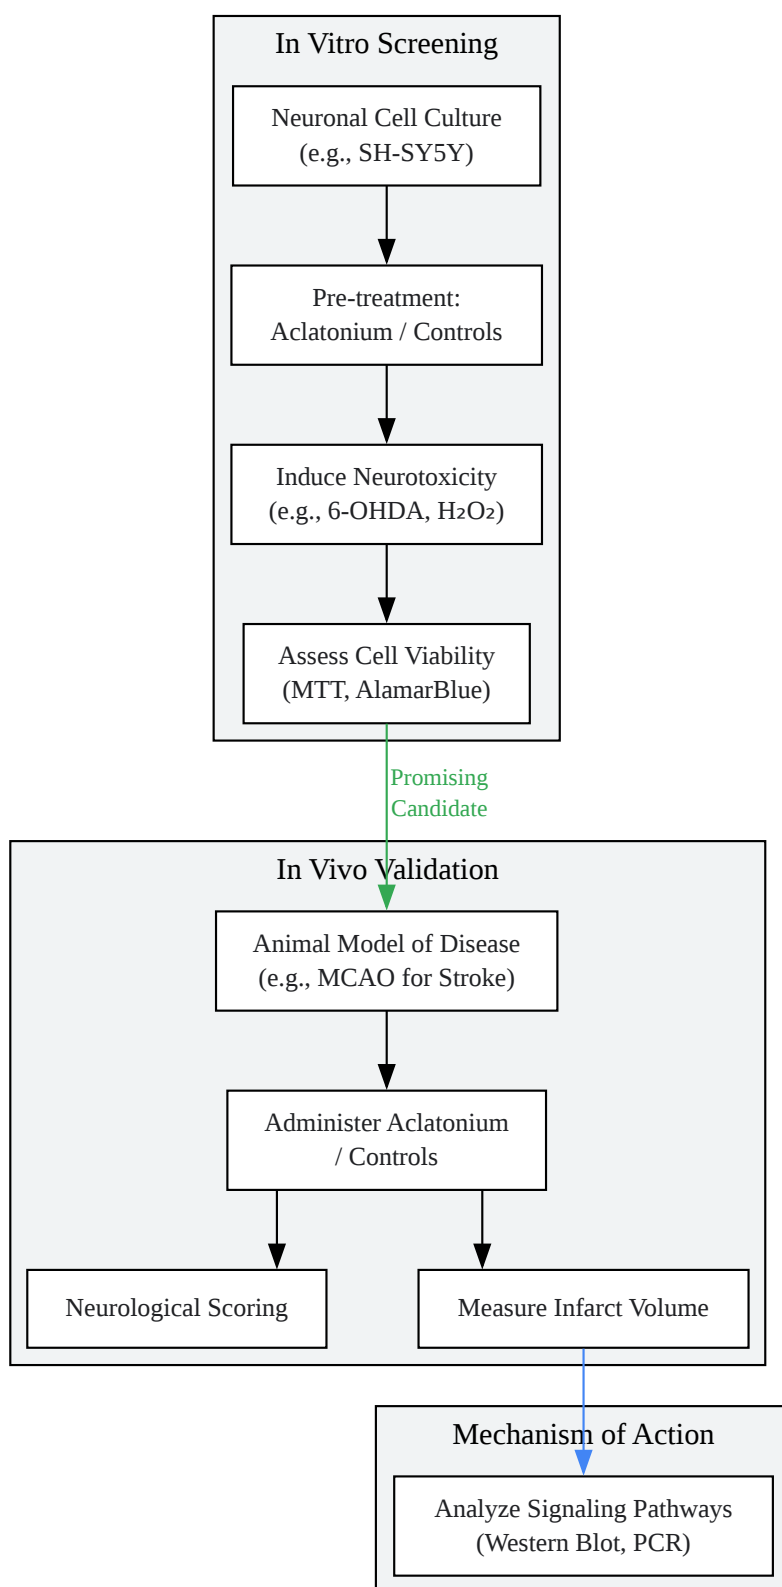 In Vitro Screening
Neuronal Cell Culture
(e.g., SH-SY5Y)
Pre-treatment:
Aclatonium / Controls
Induce Neurotoxicity
(e.g., 6-OHDA, H₂O₂)
Assess Cell Viability
(MTT, AlamarBlue)
Promising
Candidate
In Vivo Validation
Animal Model of Disease
(e.g., MCAO for Stroke)
Administer Aclatonium
/ Controls
Neurological Scoring
Measure Infarct Volume
Mechanism of Action
Analyze Signaling Pathways
(Western Blot, PCR)